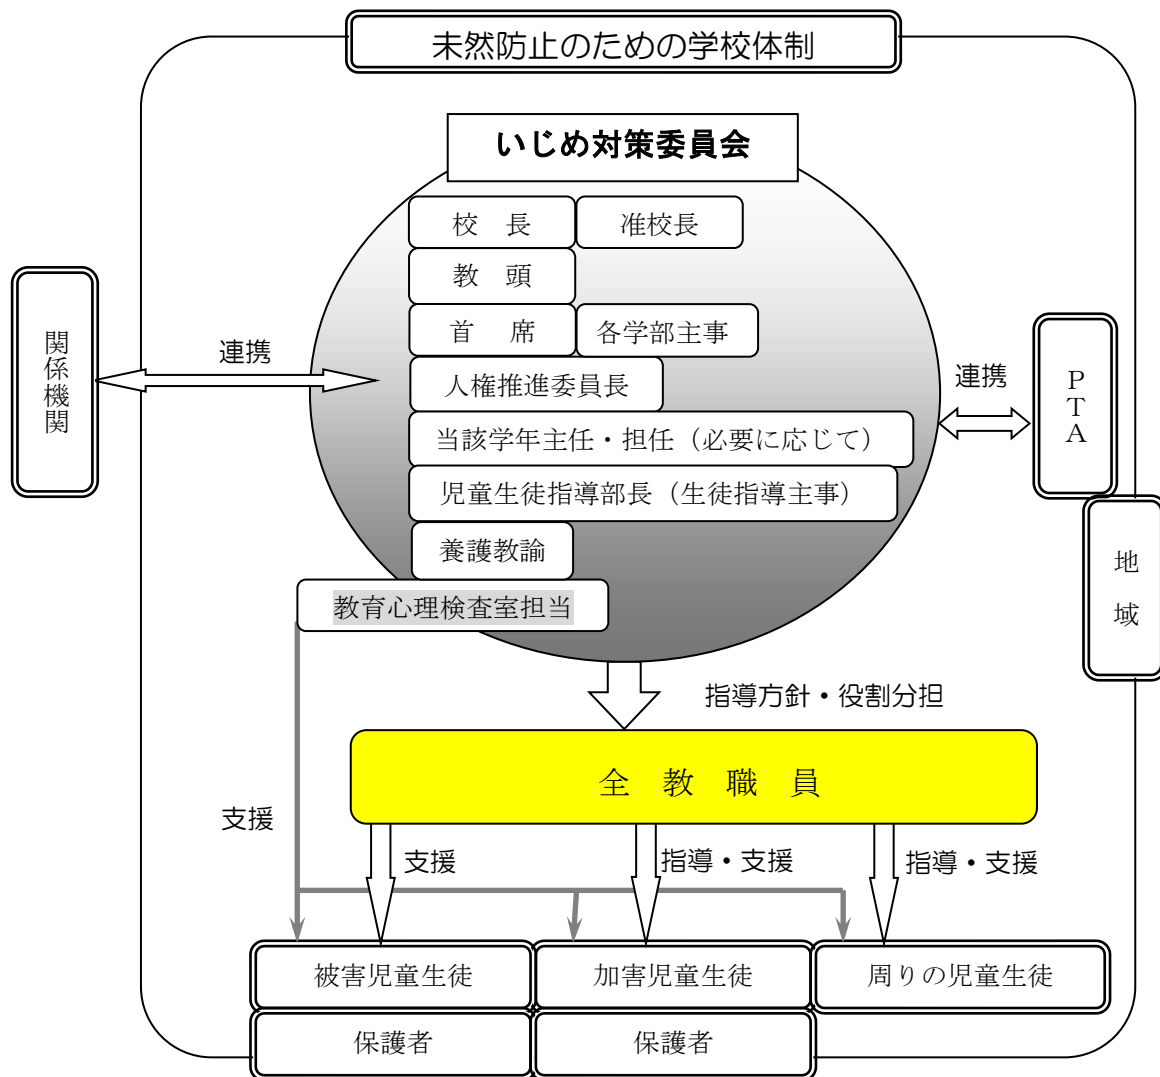 未然防止のための学校体制
いじめ対策委員会
校　長
准校長
教　頭
首　席
各学部主事
人権推進委員長
当該学年主任・担任（必要に応じて）
児童生徒指導部長（生徒指導主事）
養護教諭
教育心理検査室担当
関係機関
連携
連携
ＰＴＡ
地域
指導方針・役割分担
全　教　職　員
支援
支援
指導・支援
指導・支援
被害児童生徒
加害児童生徒
周りの児童生徒
保護者
保護者